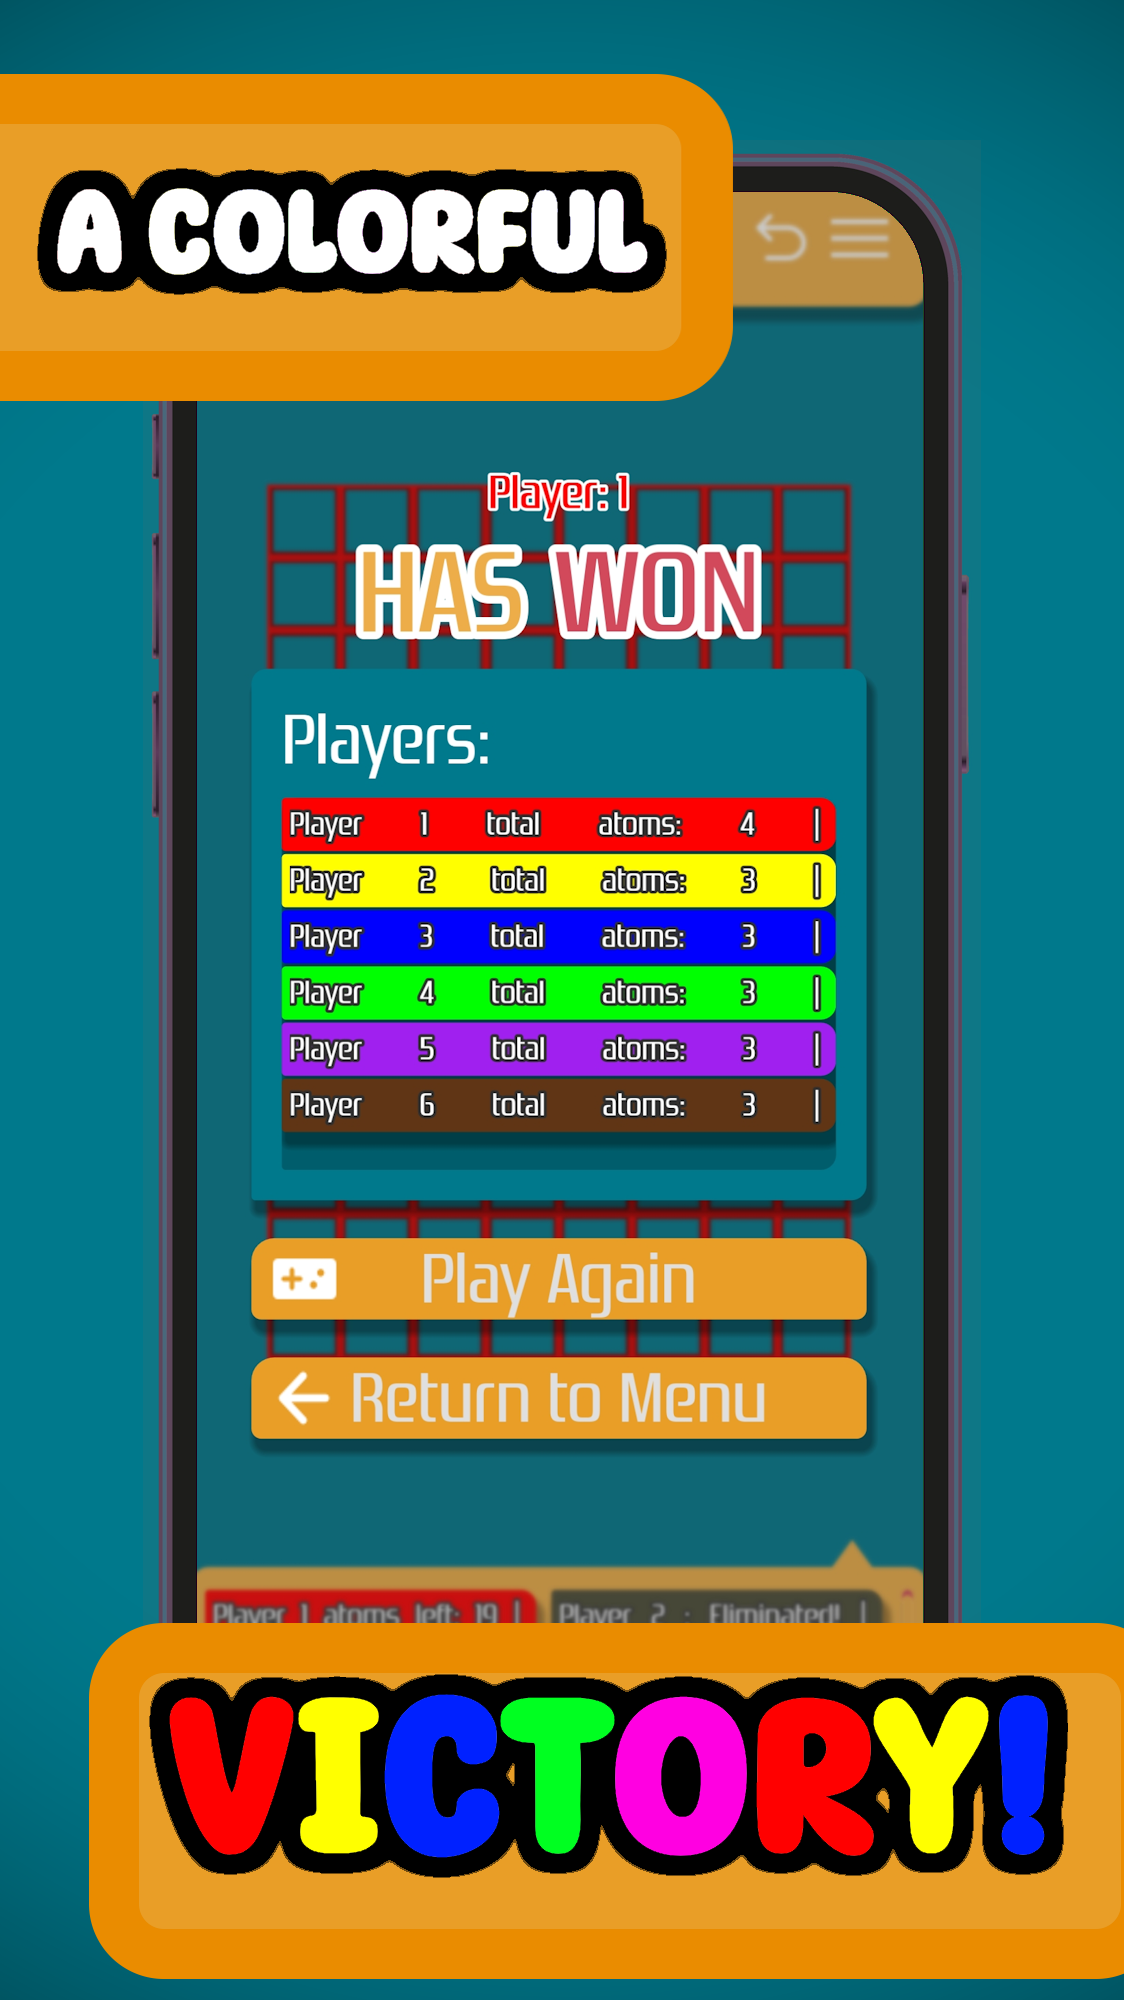 A COLORFUL
Player: 1
HAS WON
Players:
Player 1 total atoms: 4 |
Player 2 total atoms: 3 |
Player 3 total atoms: 3 |
Player 4 total atoms: 3 |
Player 5 total atoms: 3 |
Player 6 total atoms: 3 |
Play Again
Return to Menu
Player 1 atoms left: 19 | Player 2 : Eliminated! |
VICTORY!